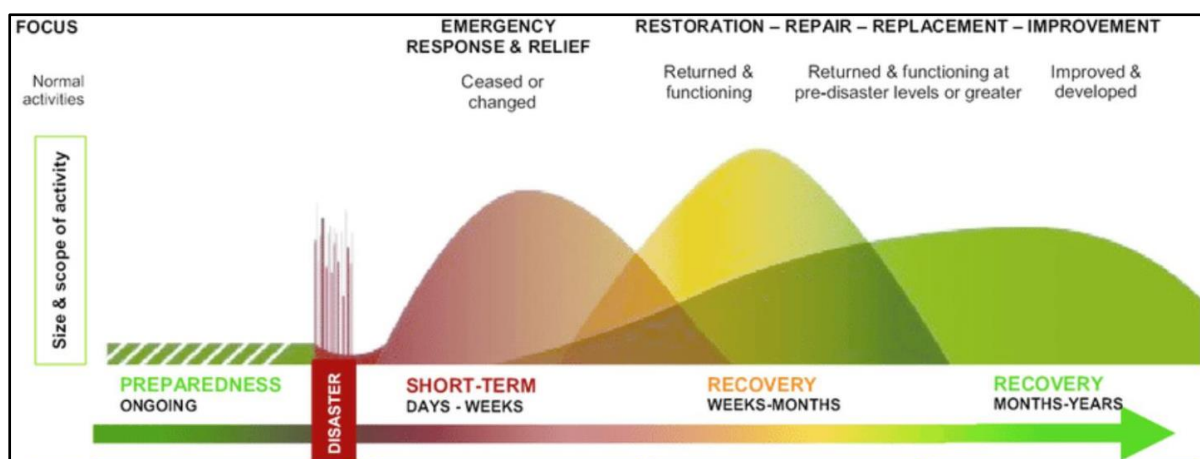 FOCUS
EMERGENCY
RESPONSE & RELIEF
RESTORATION – REPAIR – REPLACEMENT – IMPROVEMENT
Normal
activities
Ceased or
changed
Returned &
functioning
Returned & functioning at
pre-disaster levels or greater
Improved &
developed
Size & scope of activity
PREPAREDNESS
ONGOING
DISASTER
SHORT-TERM
DAYS - WEEKS
RECOVERY
WEEKS-MONTHS
RECOVERY
MONTHS-YEARS